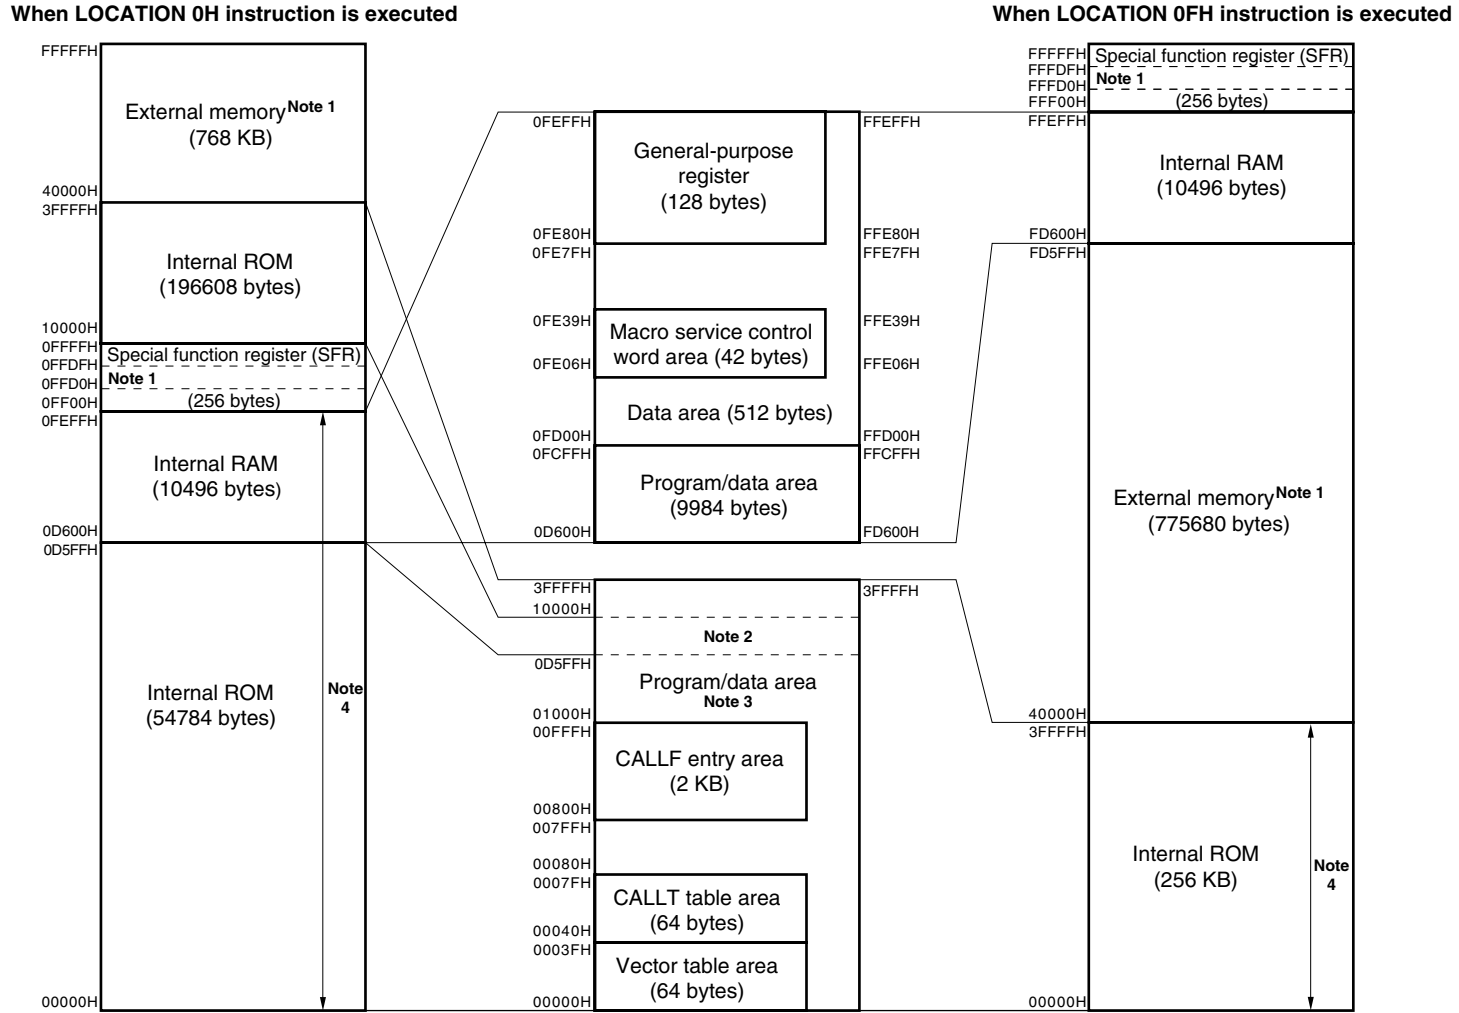 When LOCATION 0H instruction is executed
When LOCATION 0FH instruction is executed
FFFFFH
External memory Note 1
(768 KB)
40000H
3FFFFH
Internal ROM
(196608 bytes)
10000H
0FFFFH
Special function register (SFR)
0FFDFH
Note 1
0FFD0H
0FF00H
(256 bytes)
0FEFFH
Internal RAM
(10496 bytes)
0D600H
0D5FFH
Internal ROM
(54784 bytes)
Note
4
00000H
0FEFFH
FFEFFH
General-purpose
register
(128 bytes)
0FE80H
FFE80H
0FE7FH
FFE7FH
0FE39H
FFE39H
Macro service control
word area (42 bytes)
0FE06H
FFE06H
Data area (512 bytes)
0FD00H
FFD00H
0FCFFH
FFCFFH
Program/data area
(9984 bytes)
0D600H
FD600H
3FFFFH
3FFFFH
10000H
Note 2
0D5FFH
Program/data area
Note 3
01000H
00FFFH
CALLF entry area
(2 KB)
00800H
007FFH
00080H
0007FH
CALLT table area
(64 bytes)
00040H
0003FH
Vector table area
(64 bytes)
00000H
FFFFFH
Special function register (SFR)
FFFDFH
Note 1
FFFD0H
FFF00H
(256 bytes)
FFEFFH
Internal RAM
(10496 bytes)
FD600H
FD5FFH
External memory Note 1
(775680 bytes)
40000H
3FFFFH
Internal ROM
(256 KB)
Note
4
00000H